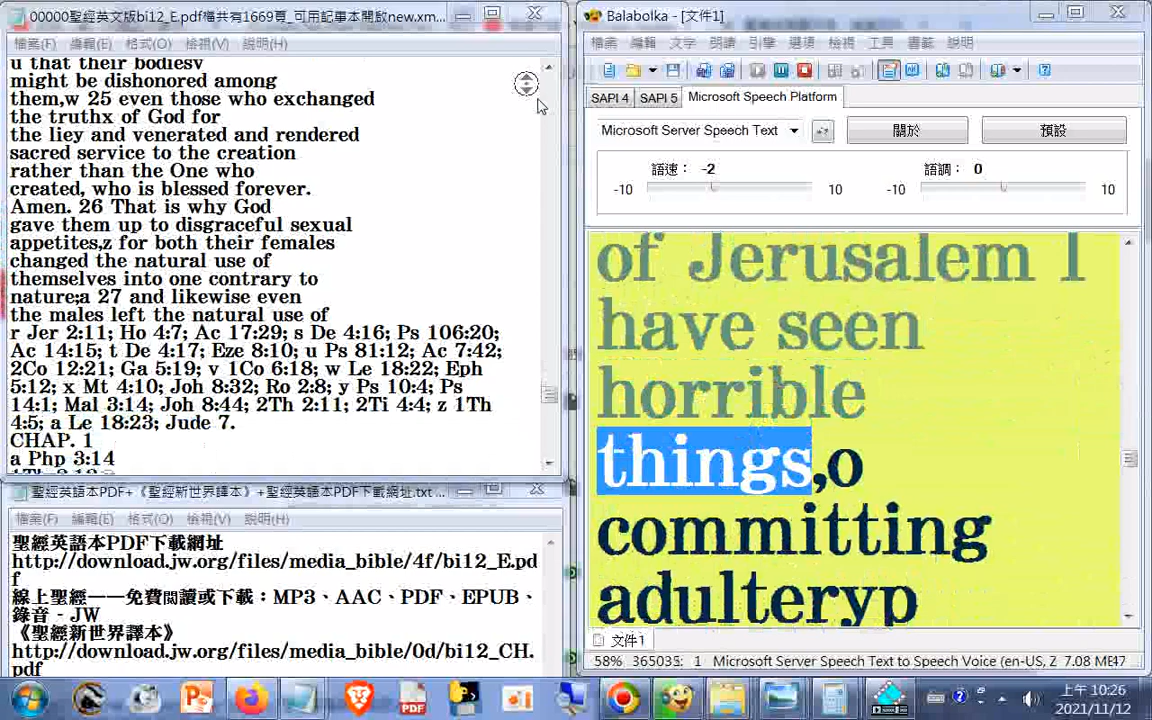 00000聖經英文版bi12_E.pdf檔共有1669頁_可用記事本開啟new.xm...
檔案(F) 編輯(E) 格式(O) 檢視(V) 說明(H)
u that their bodiesv
might be dishonored among
them,w 25 even those who exchanged
the truthx of God for
the liey and venerated and rendered
sacred service to the creation
rather than the One who
created, who is blessed forever.
Amen. 26 That is why God
gave them up to disgraceful sexual
appetites,z for both their females
changed the natural use of
themselves into one contrary to
nature;a 27 and likewise even
the males left the natural use of
r Jer 2:11; Ho 4:7; Ac 17:29; s De 4:16; Ps 106:20;
Ac 14:15; t De 4:17; Eze 8:10; u Ps 81:12; Ac 7:42;
2Co 12:21; Ga 5:19; v 1Co 6:18; w Le 18:22; Eph
5:12; x Mt 4:10; Joh 8:32; Ro 2:8; y Ps 10:4; Ps
14:1; Mal 3:14; Joh 8:44; 2Th 2:11; 2Ti 4:4; z 1Th
4:5; a Le 18:23; Jude 7.
CHAP. 1
a Php 3:14
聖經英語本PDF+《聖經新世界譯本》+聖經英語本PDF下載網址.txt ...
檔案(F) 編輯(E) 格式(O) 檢視(V) 說明(H)
聖經英語本PDF下載網址
http://download.jw.org/files/media_bible/4f/bi12_E.pd
f
線上聖經——免費閱讀或下載：MP3、AAC、PDF、EPUB、
錄音 - JW
《聖經新世界譯本》
http://download.jw.org/files/media_bible/0d/bi12_CH.
pdf
Balabolka - [文件1]
檔案 編輯 文字 朗讀 引擎 選項 檢視 工具 書籤 說明
SAPI 4 SAPI 5 Microsoft Speech Platform
Microsoft Server Speech Text 關於 預設
語速： -2 語調： 0
-10 10 -10 10
of Jerusalem I
have seen
horrible
things,o
committing
adulteryp
文件1
58% 365035: 1 Microsoft Server Speech Text to Speech Voice (en-US, Z 7.08 ME47
上午 10:26
2021/11/12